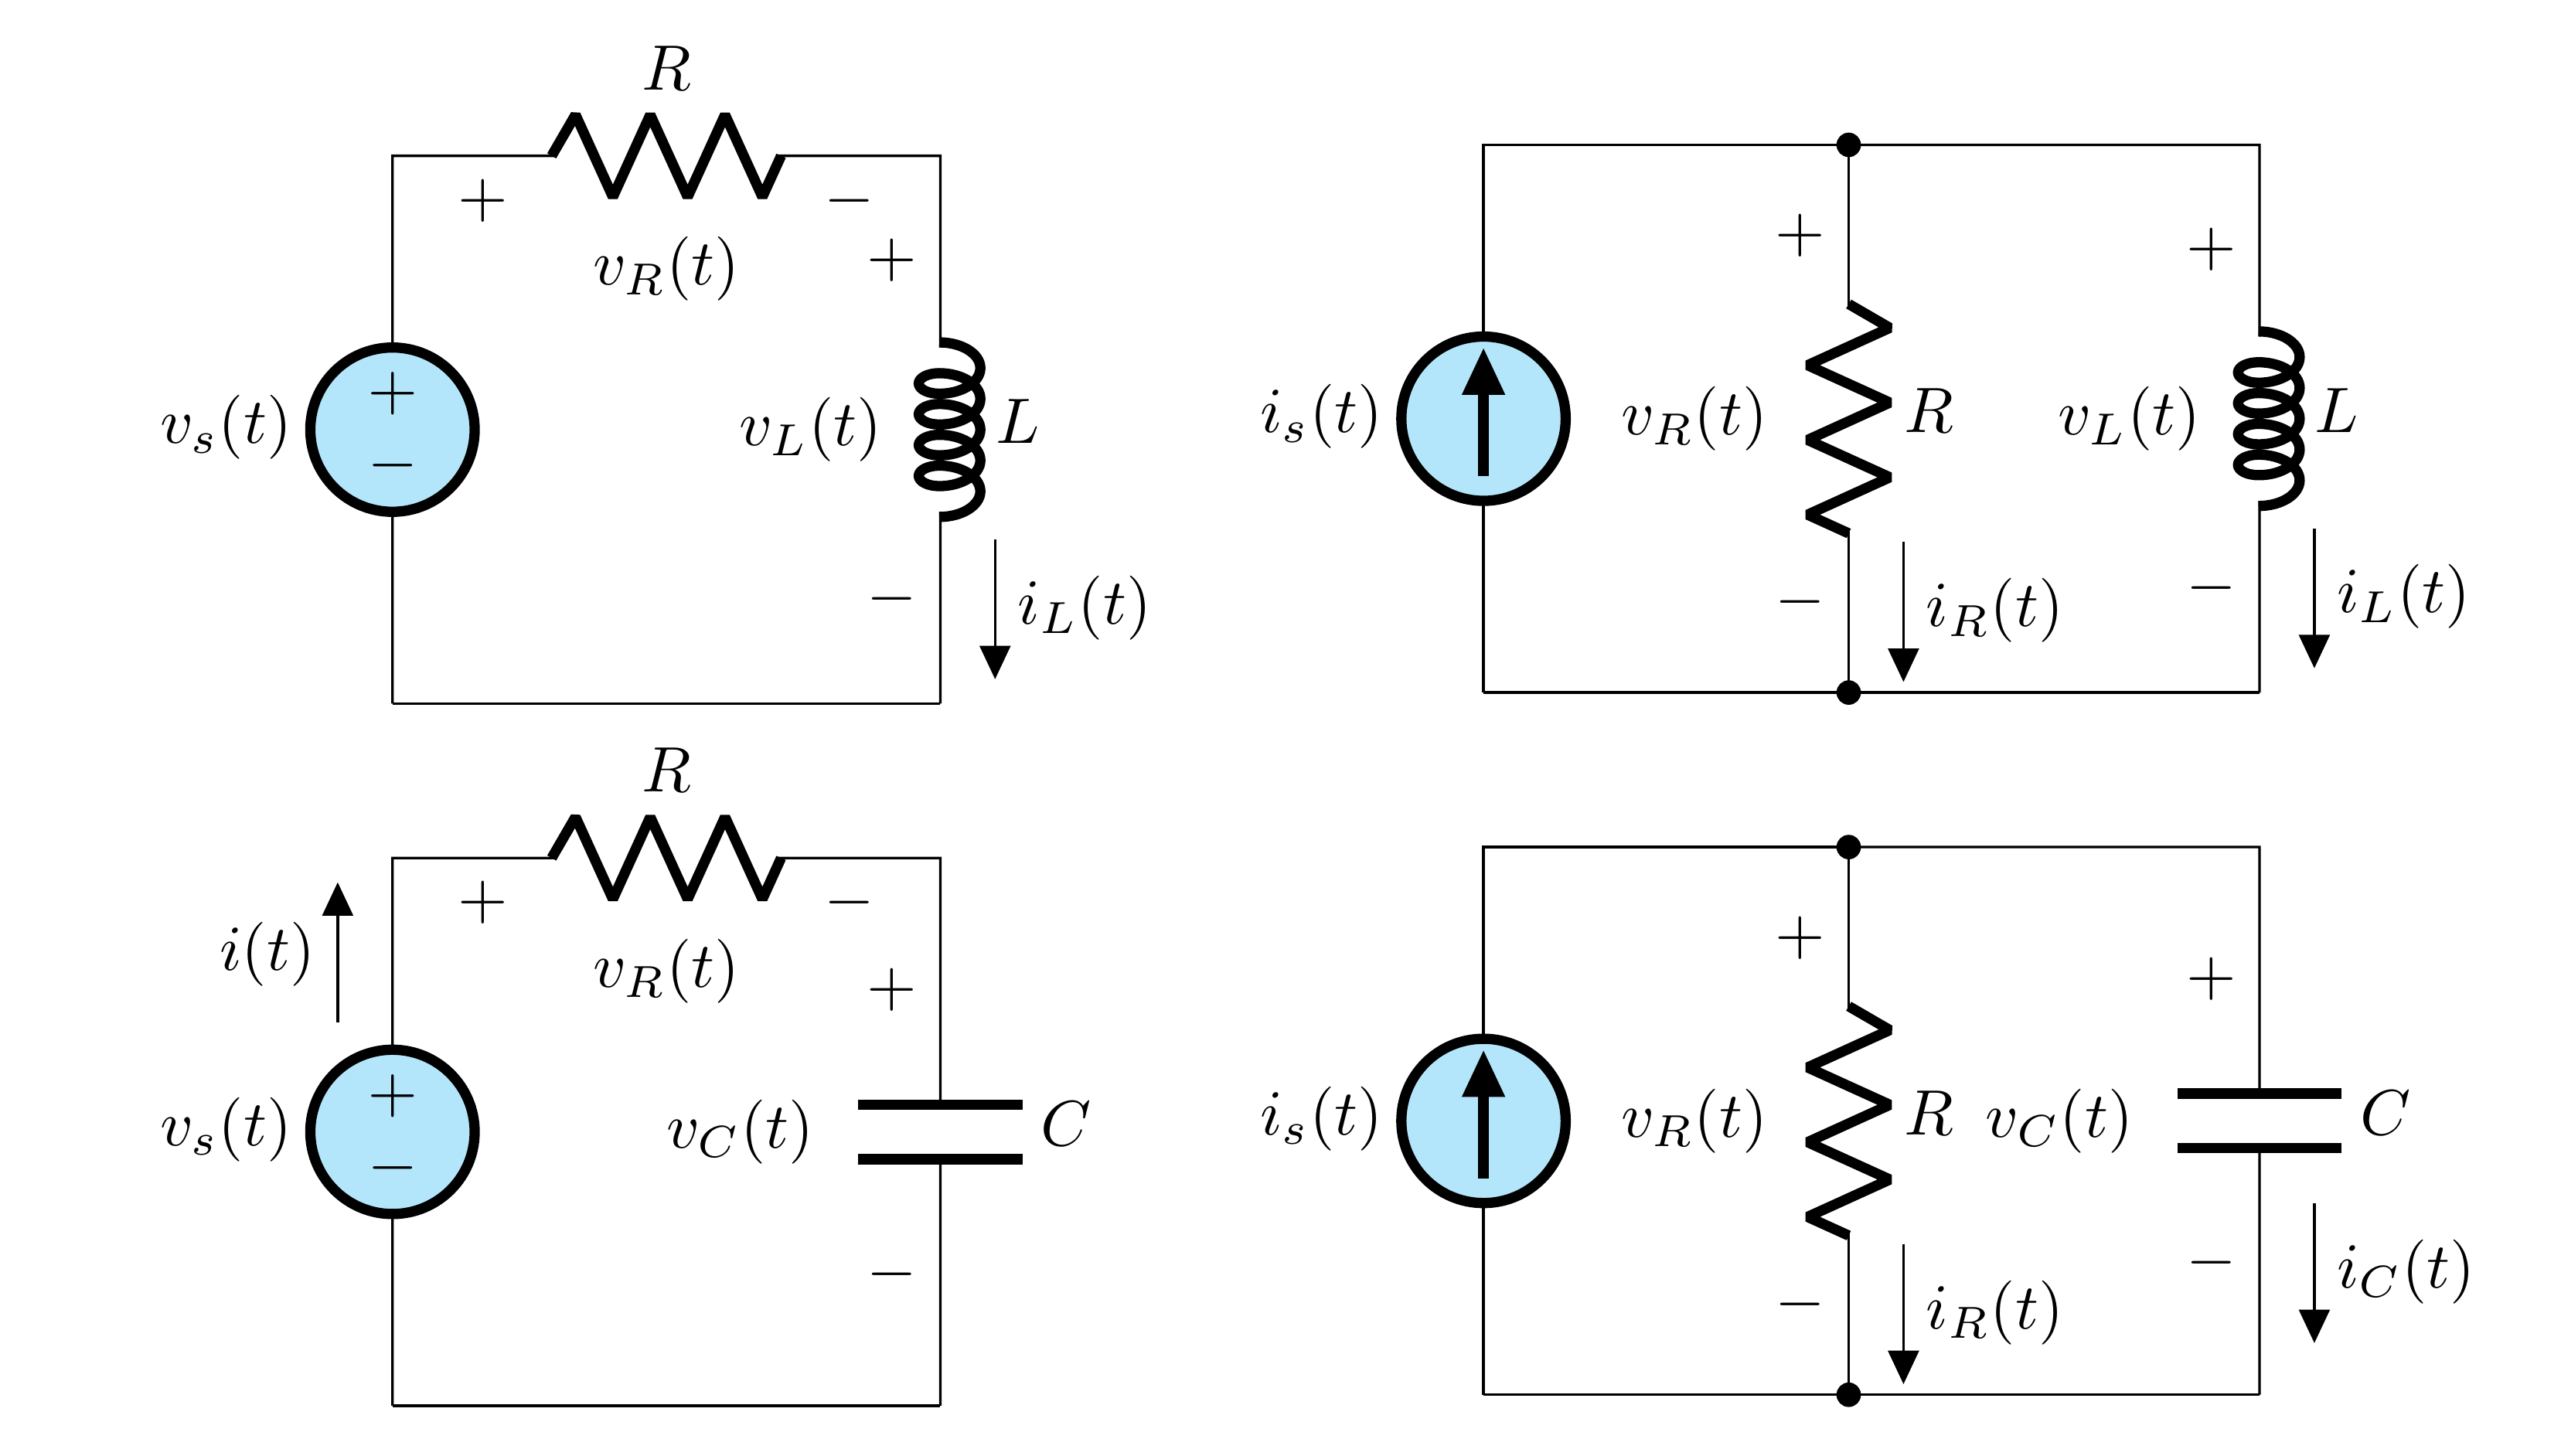 R
+ −
v_R(t)
+
+
−
v_s(t)
v_L(t)
L
−
i_L(t)
+
+
i_s(t)
v_R(t)
R
v_L(t)
L
−
−
i_R(t)
i_L(t)
R
+ −
i(t)
v_R(t)
+
+
−
v_s(t)
v_C(t)
C
−
+
+
i_s(t)
v_R(t)
R
v_C(t)
C
−
−
i_R(t)
i_C(t)